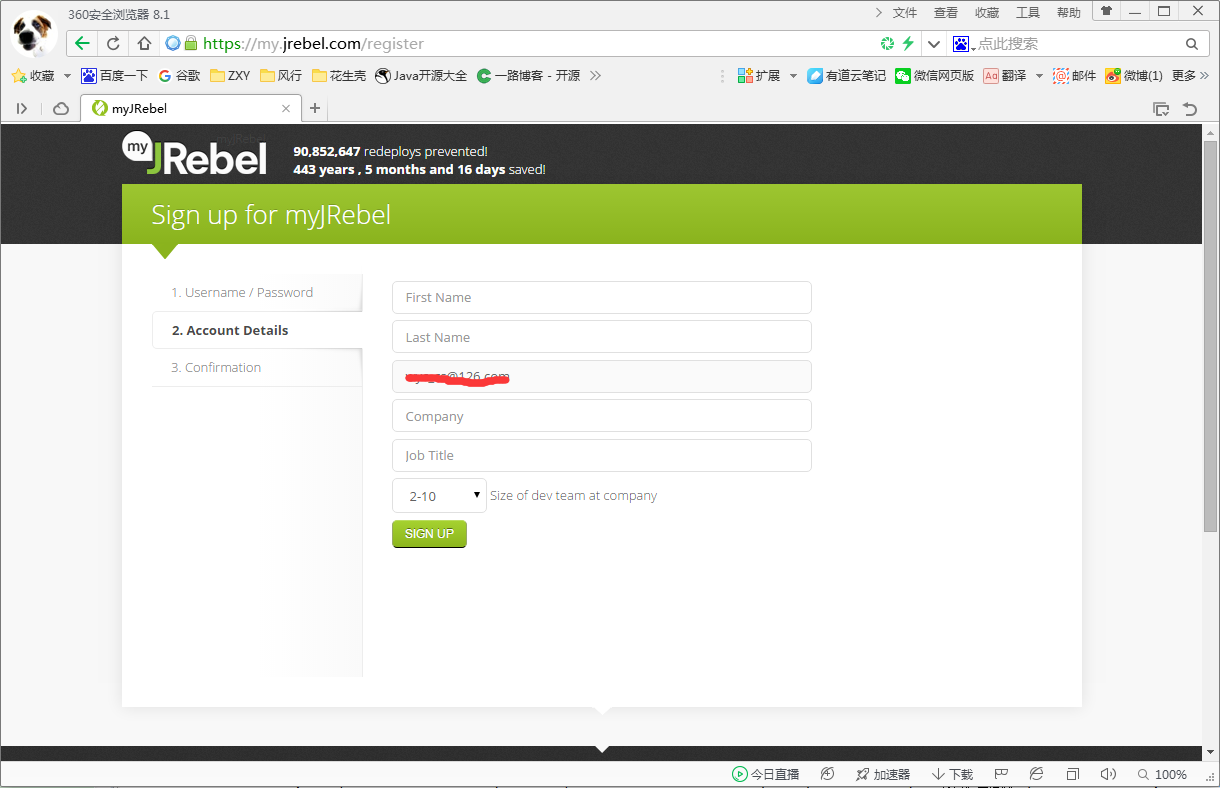 360安全浏览器 8.1
文件 查看 收藏 工具 帮助
https://my.jrebel.com/register
点此搜索
收藏 百度一下 谷歌 ZXY 风行 花生壳 Java开源大全 一路博客 - 开源 扩展 有道云笔记 微信网页版 Aa 翻译 邮件 微博(1) 更多
myJRebel
my JRebel
90,852,647 redeploys prevented!
443 years , 5 months and 16 days saved!
Sign up for myJRebel
1. Username / Password
2. Account Details
3. Confirmation
First Name
Last Name
@126.com
Company
Job Title
2-10 Size of dev team at company
SIGN UP
今日直播 加速器 下载 100%